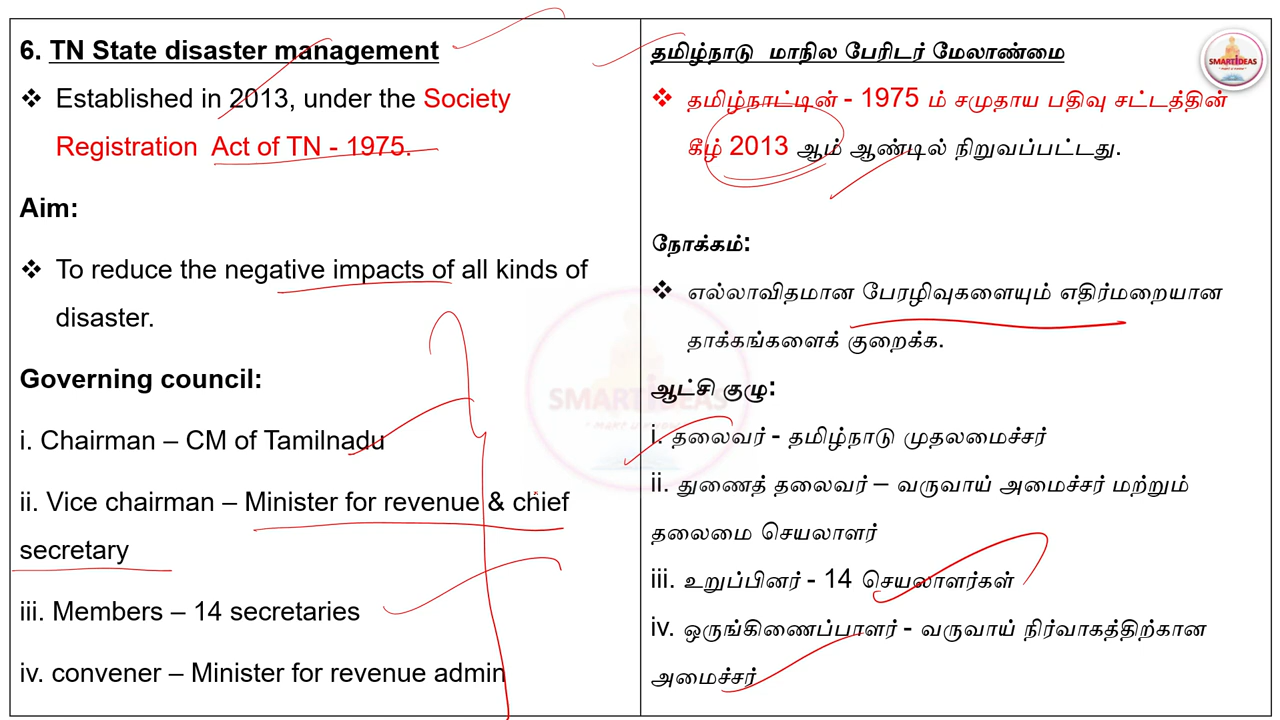 6. TN State disaster management
❖ Established in 2013, under the Society
Registration Act of TN - 1975.
Aim:
❖ To reduce the negative impacts of all kinds of
disaster.
Governing council:
i. Chairman – CM of Tamilnadu
ii. Vice chairman – Minister for revenue & chief
secretary
iii. Members – 14 secretaries
iv. convener – Minister for revenue admin
தமிழ்நாடு மாநில பேரிடர் மேலாண்மை
❖ தமிழ்நாட்டின் - 1975 ம் சமுதாய பதிவு சட்டத்தின்
கீழ் 2013 ஆம் ஆண்டில் நிறுவப்பட்டது.
நோக்கம்:
❖ எல்லாவிதமான பேரழிவுகளையும் எதிர்மறையான
தாக்கங்களைக் குறைக்க.
ஆட்சி குழு:
i. தலைவர் - தமிழ்நாடு முதலமைச்சர்
ii. துணைத் தலைவர் – வருவாய் அமைச்சர் மற்றும்
தலைமை செயலாளர்
iii. உறுப்பினர் - 14 செயலாளர்கள்
iv. ஒருங்கிணைப்பாளர் - வருவாய் நிர்வாகத்திற்கான
அமைச்சர்
SMARTIDEAS
SMARTIDEAS